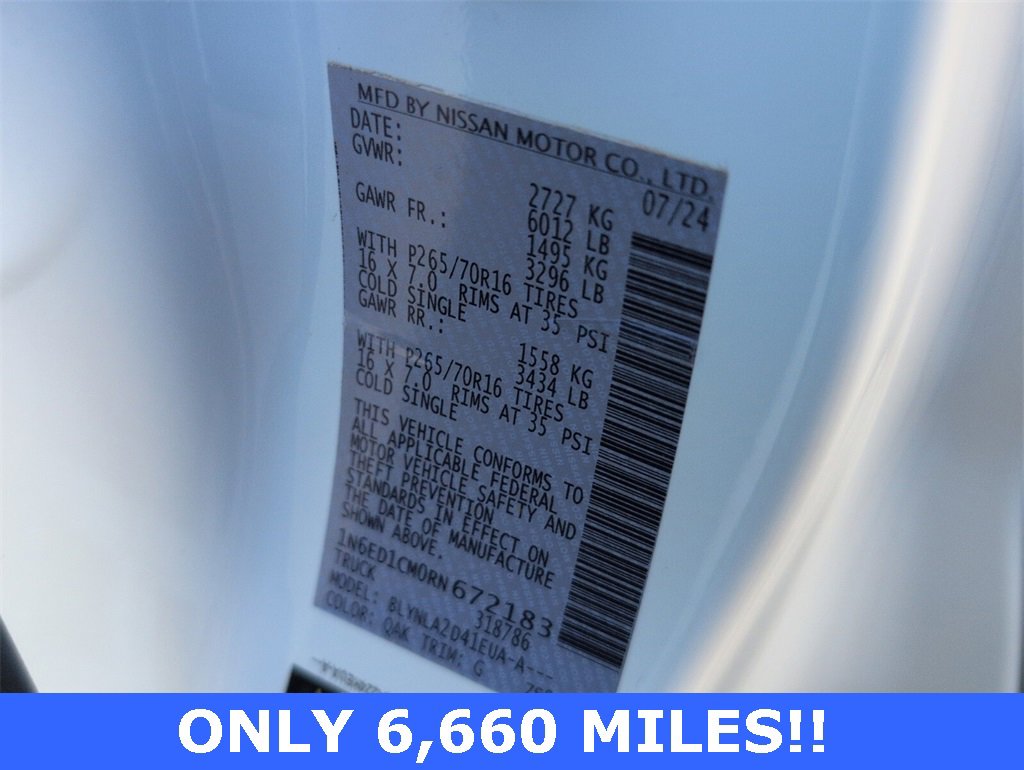 MFD BY NISSAN MOTOR CO., LTD.
DATE: 07/24
GVWR: 2727 KG
6012 LB
GAWR FR.: 1495 KG
3296 LB
WITH P265/70R16 TIRES
16 X 7.0 RIMS AT 35 PSI
COLD SINGLE
GAWR RR.: 1558 KG
3434 LB
WITH P265/70R16 TIRES
16 X 7.0 RIMS AT 35 PSI
COLD SINGLE
THIS VEHICLE CONFORMS TO
ALL APPLICABLE FEDERAL
MOTOR VEHICLE SAFETY AND
THEFT PREVENTION
STANDARDS IN EFFECT ON
THE DATE OF MANUFACTURE
SHOWN ABOVE.
1N6ED1CM0RN672183
TRUCK 318786
MODEL: BLYNLA2D41EUA-A---
COLOR: QAK TRIM: G
ONLY 6,660 MILES!!